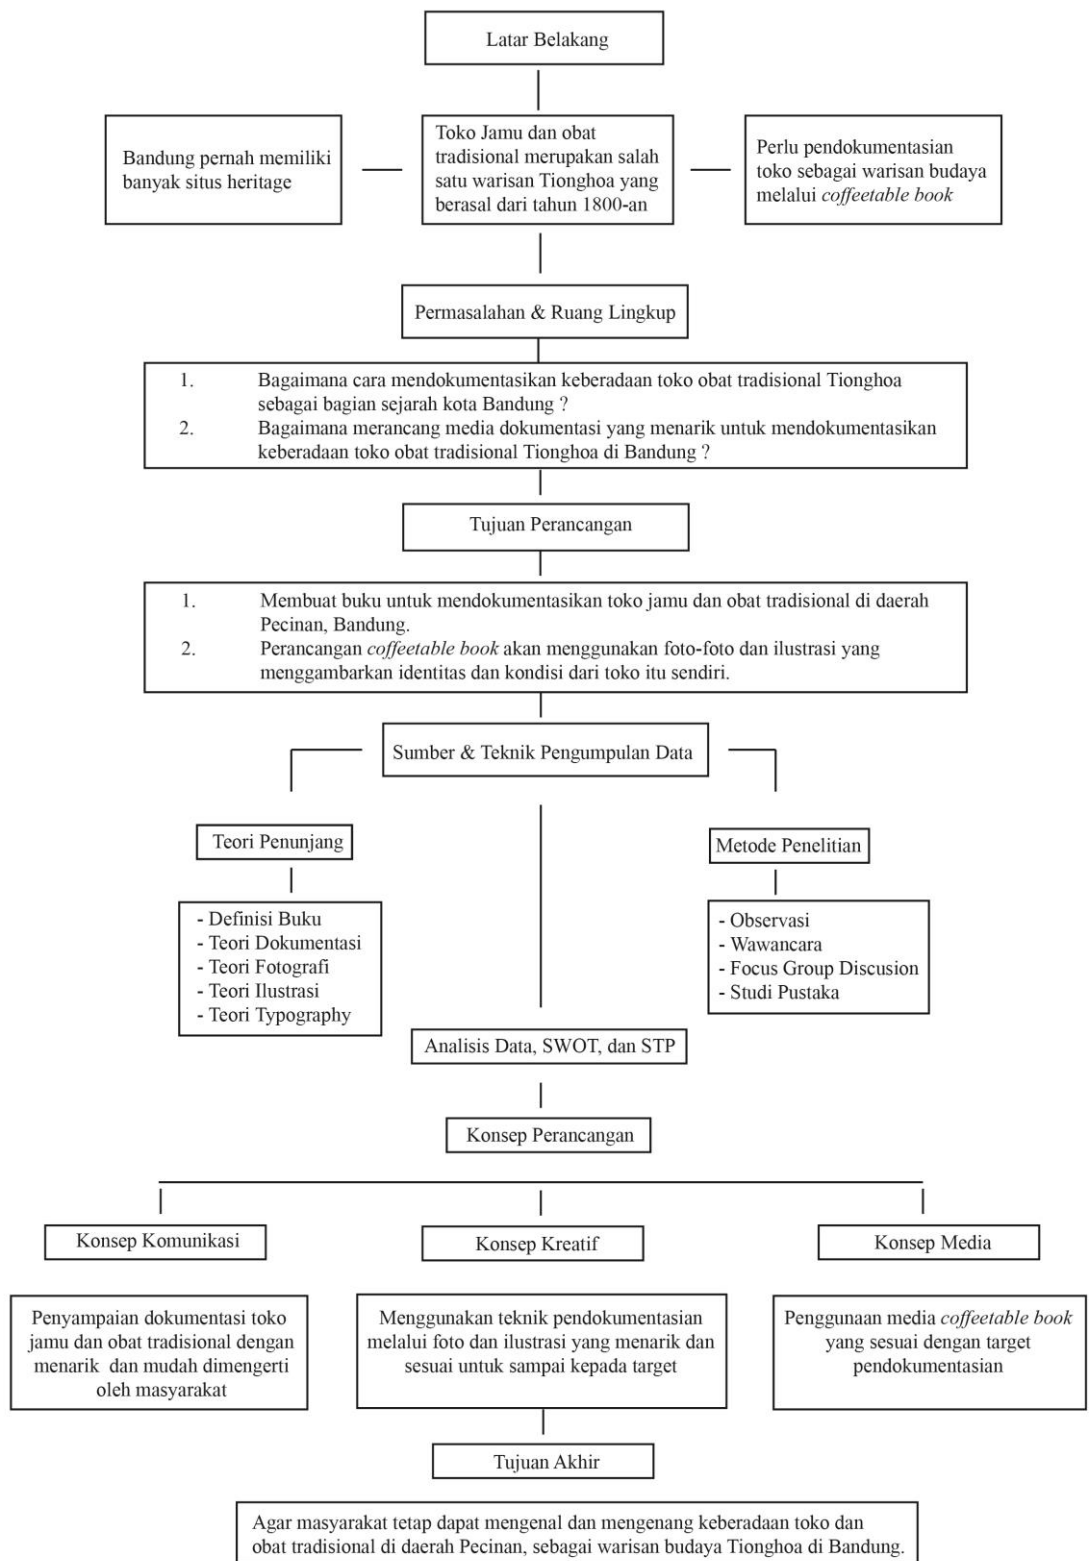 Latar Belakang
Bandung pernah memiliki
banyak situs heritage
Toko Jamu dan obat
tradisional merupakan salah
satu warisan Tionghoa yang
berasal dari tahun 1800-an
Perlu pendokumentasian
toko sebagai warisan budaya
melalui coffeetable book
Permasalahan & Ruang Lingkup
1. Bagaimana cara mendokumentasikan keberadaan toko obat tradisional Tionghoa
sebagai bagian sejarah kota Bandung ?
2. Bagaimana merancang media dokumentasi yang menarik untuk mendokumentasikan
keberadaan toko obat tradisional Tionghoa di Bandung ?
Tujuan Perancangan
1. Membuat buku untuk mendokumentasikan toko jamu dan obat tradisional di daerah
Pecinan, Bandung.
2. Perancangan coffeetable book akan menggunakan foto-foto dan ilustrasi yang
menggambarkan identitas dan kondisi dari toko itu sendiri.
Sumber & Teknik Pengumpulan Data
Teori Penunjang
- Definisi Buku
- Teori Dokumentasi
- Teori Fotografi
- Teori Ilustrasi
- Teori Typography
Metode Penelitian
- Observasi
- Wawancara
- Focus Group Discusion
- Studi Pustaka
Analisis Data, SWOT, dan STP
Konsep Perancangan
Konsep Komunikasi
Penyampaian dokumentasi toko
jamu dan obat tradisional dengan
menarik dan mudah dimengerti
oleh masyarakat
Konsep Kreatif
Menggunakan teknik pendokumentasian
melalui foto dan ilustrasi yang menarik dan
sesuai untuk sampai kepada target
Konsep Media
Penggunaan media coffeetable book
yang sesuai dengan target
pendokumentasian
Tujuan Akhir
Agar masyarakat tetap dapat mengenal dan mengenang keberadaan toko dan
obat tradisional di daerah Pecinan, sebagai warisan budaya Tionghoa di Bandung.